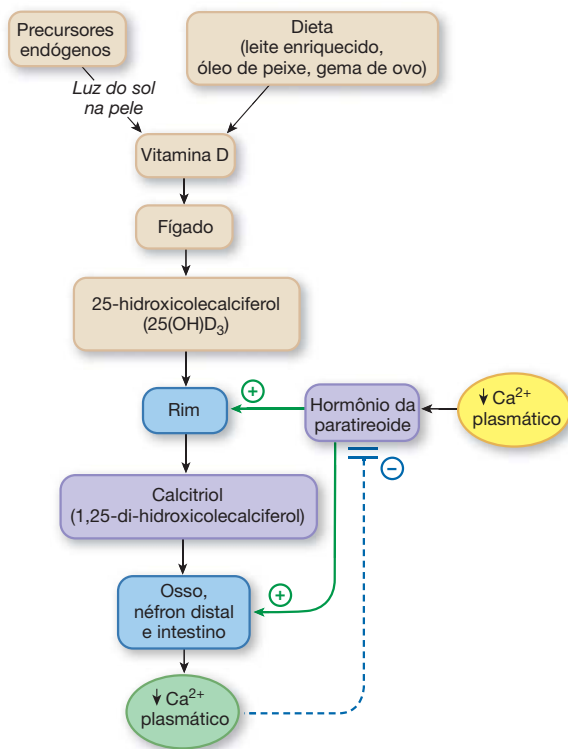 Precursores
endógenos
Dieta
(leite enriquecido,
óleo de peixe, gema de ovo)
Luz do sol
na pele
Vitamina D
Fígado
25-hidroxicolecalciferol
(25(OH)D₃)
Rim
+
Hormônio da
paratireoide
↓ Ca²⁺
plasmático
−
Calcitriol
(1,25-di-hidroxicolecalciferol)
Osso,
néfron distal
e intestino
+
↓ Ca²⁺
plasmático